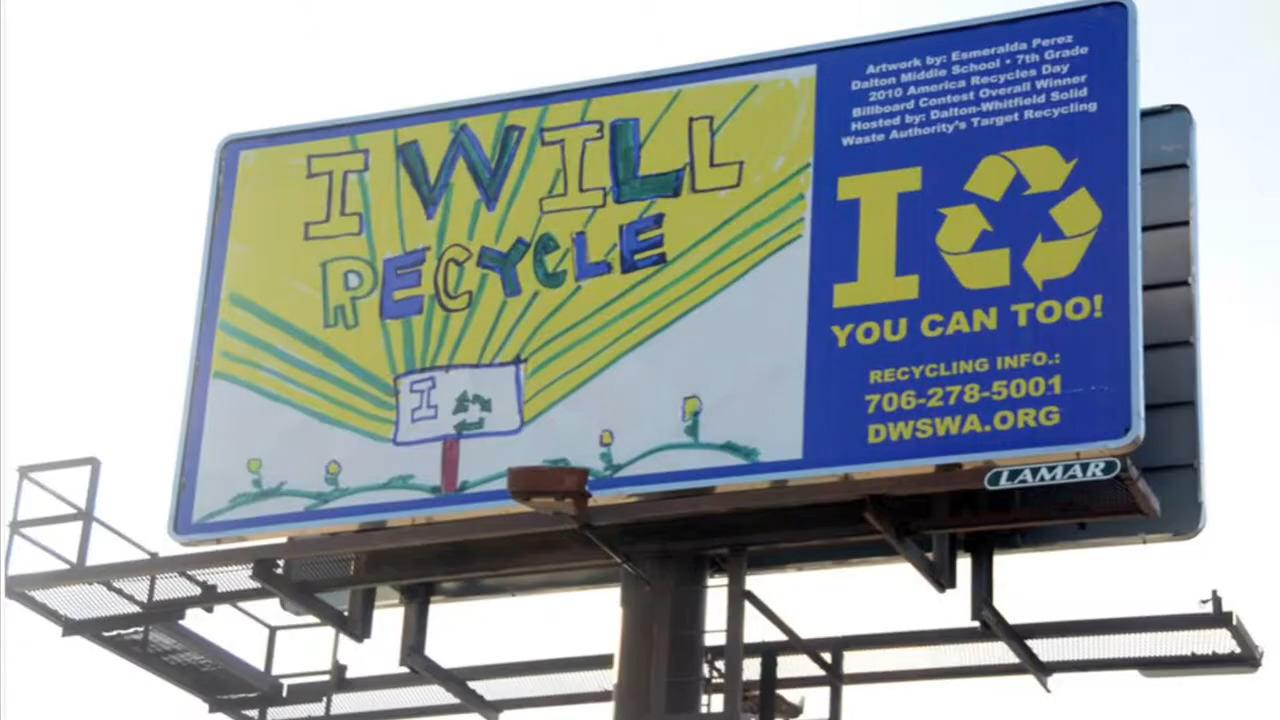 I WILL
RECYCLE
I
Artwork by: Esmeralda Perez
Dalton Middle School • 7th Grade
2010 America Recycles Day
Billboard Contest Overall Winner
Hosted by: Dalton-Whitfield Solid
Waste Authority's Target Recycling
I
YOU CAN TOO!
RECYCLING INFO.:
706-278-5001
DWSWA.ORG
LAMAR